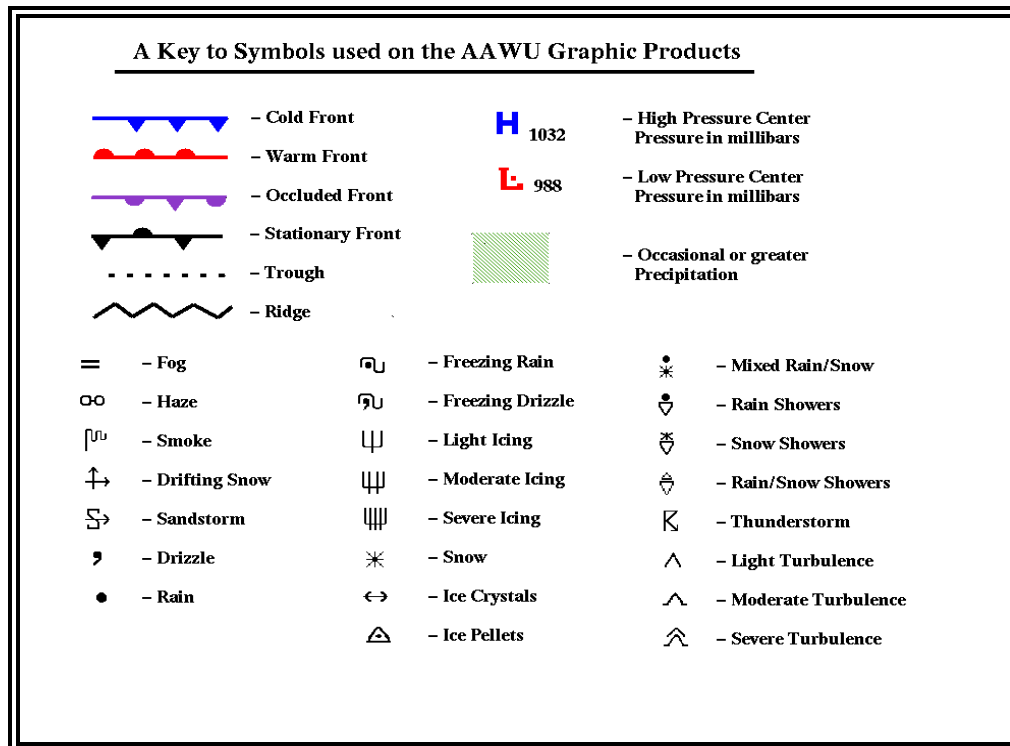 A Key to Symbols used on the AAWU Graphic Products
– Cold Front
– Warm Front
– Occluded Front
– Stationary Front
– Trough
– Ridge
H 1032
– High Pressure Center
Pressure in millibars
L 988
– Low Pressure Center
Pressure in millibars
– Occasional or greater
Precipitation
– Fog
– Haze
– Smoke
– Drifting Snow
– Sandstorm
– Drizzle
– Rain
– Freezing Rain
– Freezing Drizzle
– Light Icing
– Moderate Icing
– Severe Icing
– Snow
– Ice Crystals
– Ice Pellets
– Mixed Rain/Snow
– Rain Showers
– Snow Showers
– Rain/Snow Showers
– Thunderstorm
– Light Turbulence
– Moderate Turbulence
– Severe Turbulence